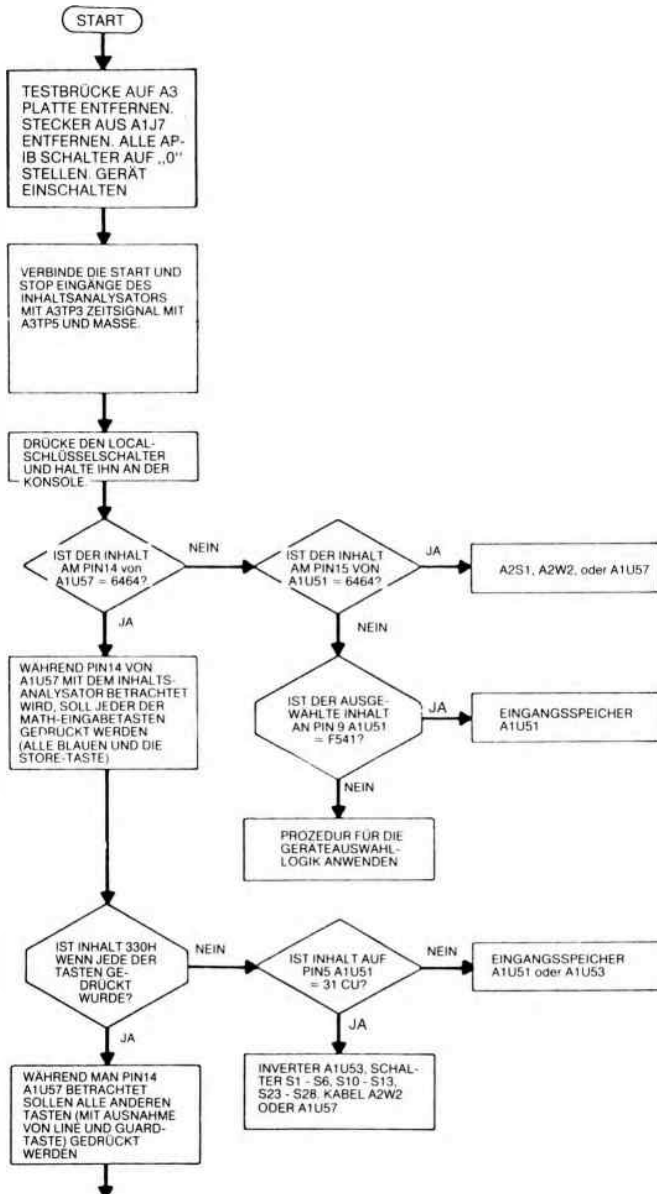 START
TESTBRÜCKE AUF A3
PLATTE ENTFERNEN.
STECKER AUS A1J7
ENTFERNEN. ALLE AP-
IB SCHALTER AUF „0"
STELLEN. GERÄT
EINSCHALTEN
VERBINDE DIE START UND
STOP EINGÄNGE DES
INHALTSANALYSATORS
MIT A3TP3 ZEITSIGNAL MIT
A3TP5 UND MASSE.
DRÜCKE DEN LOCAL-
SCHLÜSSELSCHALTER
UND HALTE IHN AN DER
KONSOLE.
IST DER INHALT
AM PIN14 von
A1U57 = 6464?
NEIN
IST DER INHALT
AM PIN15 VON
A1U51 = 6464?
JA
A2S1, A2W2, oder A1U57
JA
NEIN
WÄHREND PIN14 VON
A1U57 MIT DEM INHALTS-
ANALYSATOR BETRACHTET
WIRD, SOLL JEDER DER
MATH-EINGABETASTEN
GEDRÜCKT WERDEN
(ALLE BLAUEN UND DIE
STORE-TASTE)
IST DER AUSGE-
WÄHLTE INHALT
AN PIN 9 A1U51
= F541?
JA
EINGANGSSPEICHER
A1U51
NEIN
PROZEDUR FÜR DIE
GERÄTEAUSWAHL-
LOGIK ANWENDEN
IST INHALT 330H
WENN JEDE DER
TASTEN GE-
DRÜCKT
WURDE?
NEIN
IST INHALT AUF
PIN5 A1U51
= 31 CU?
NEIN
EINGANGSSPEICHER
A1U51 oder A1U53
JA
JA
WÄHREND MAN PIN14
A1U57 BETRACHTET
SOLLEN ALLE ANDEREN
TASTEN (MIT AUSNAHME
VON LINE UND GUARD-
TASTE) GEDRÜCKT
WERDEN
INVERTER A1U53, SCHAL-
TER S1 - S6, S10 - S13,
S23 - S28. KABEL A2W2
ODER A1U57